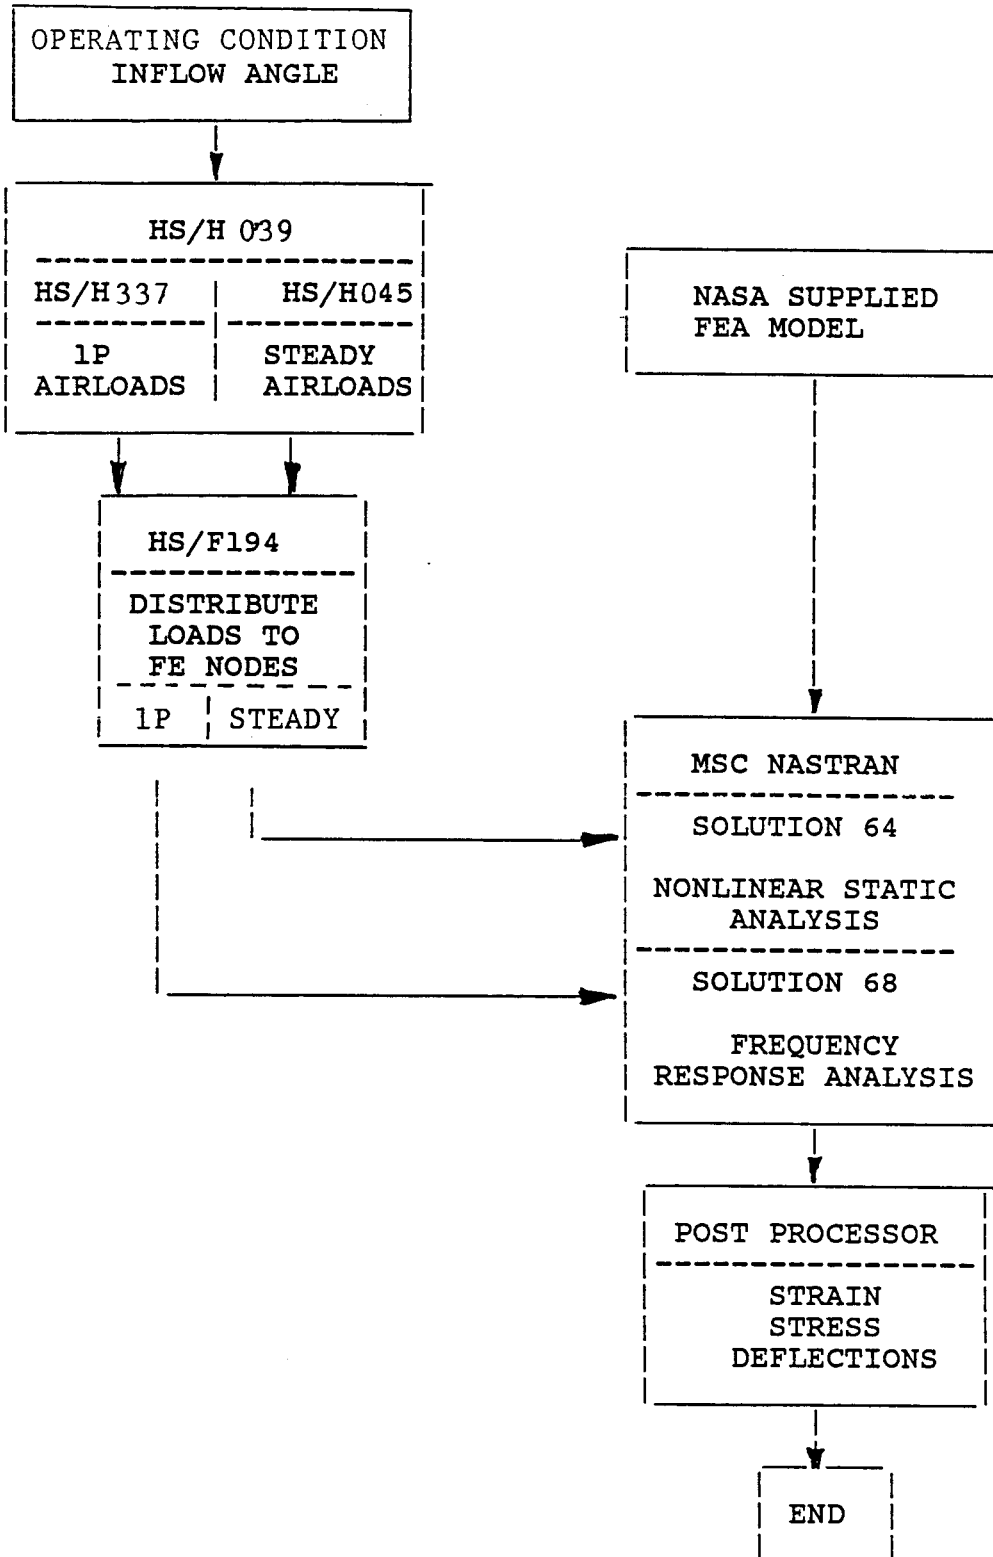 OPERATING CONDITION
INFLOW ANGLE
HS/H 039
HS/H337 HS/H045
1P STEADY
AIRLOADS AIRLOADS
NASA SUPPLIED
FEA MODEL
HS/F194
DISTRIBUTE
LOADS TO
FE NODES
1P STEADY
MSC NASTRAN
SOLUTION 64
NONLINEAR STATIC
ANALYSIS
SOLUTION 68
FREQUENCY
RESPONSE ANALYSIS
POST PROCESSOR
STRAIN
STRESS
DEFLECTIONS
END